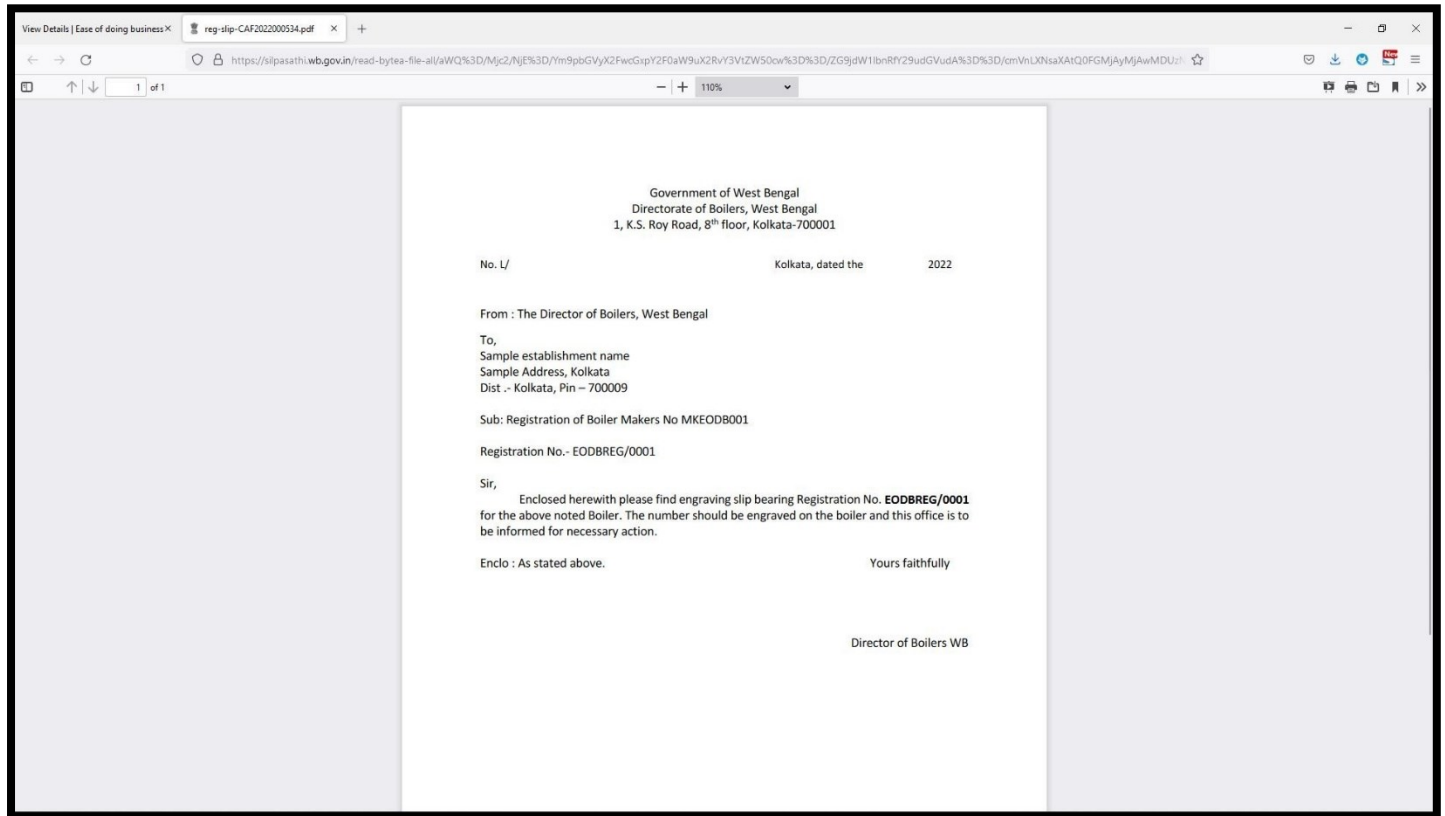 View Details | Ease of doing business
reg-slip-CAF2022000534.pdf
1 of 1
110%
Government of West Bengal
Directorate of Boilers, West Bengal
1, K.S. Roy Road, 8th floor, Kolkata-700001
No. L/ Kolkata, dated the 2022
From : The Director of Boilers, West Bengal
To,
Sample establishment name
Sample Address, Kolkata
Dist .- Kolkata, Pin – 700009
Sub: Registration of Boiler Makers No MKEODB001
Registration No.- EODBREG/0001
Sir,
Enclosed herewith please find engraving slip bearing Registration No. EODBREG/0001
for the above noted Boiler. The number should be engraved on the boiler and this office is to
be informed for necessary action.
Enclo : As stated above. Yours faithfully
Director of Boilers WB